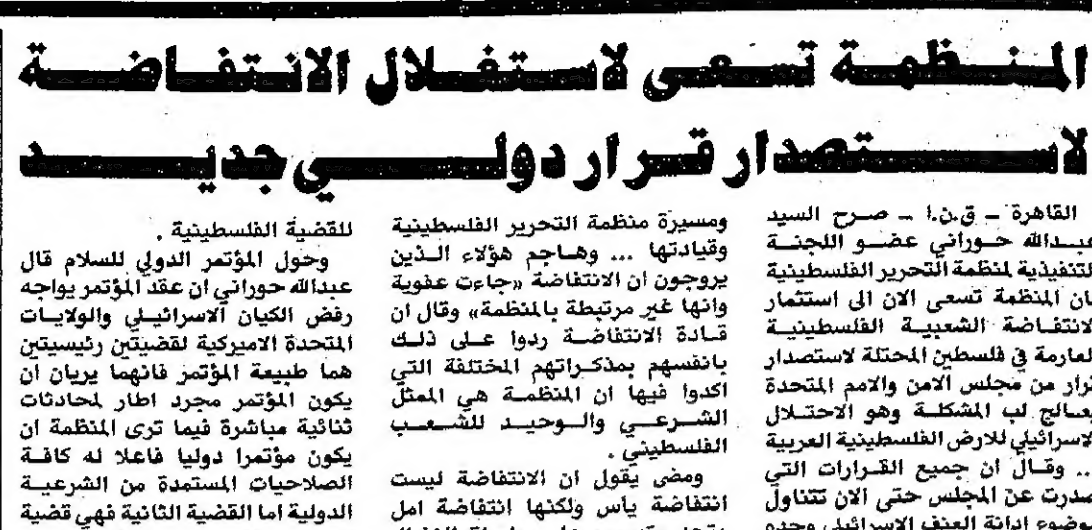 المنظمة تسعى لاستغلال الانتفاضة
لاستصدار قرار دولي جديد
القاهرة – ق.ن.ا – صرح السيد
عبدالله حوراني عضو اللجنة
التنفيذية لمنظمة التحرير الفلسطينية
ان المنظمة تسعى الان الى استثمار
الانتفاضة الشعبية الفلسطينية
العارمة في فلسطين المحتلة لاستصدار
قرار من مجلس الامن والامم المتحدة
يعالج لب المشكلة وهو الاحتلال
الاسرائيلي للارض الفلسطينية العربية
.. وقال ان جميع القرارات التي
صدرت عن المجلس حتى الان تتناول
موضوع ادانة العنف الاسرائيلي وحده
ومسيرة منظمة التحرير الفلسطينية
وقيادتها ... وهاجم هؤلاء الذين
يروجون ان الانتفاضة «جاءت عفوية
وانها غير مرتبطة بالمنظمة» وقال ان
قادة الانتفاضة ردوا على ذلك
بانفسهم بمذكراتهم المختلفة التي
اكدوا فيها ان المنظمة هي الممثل
الشرعي والوحيد للشعب
الفلسطيني .
ومضى يقول ان الانتفاضة ليست
انتفاضة يأس ولكنها انتفاضة امل
للقضية الفلسطينية .
وحول المؤتمر الدولي للسلام قال
عبدالله حوراني ان عقد المؤتمر يواجه
رفض الكيان الاسرائيلي والولايات
المتحدة الاميركية لقضيتين رئيسيتين
هما طبيعة المؤتمر فانهما يريان ان
يكون المؤتمر مجرد اطار لمحادثات
ثنائية مباشرة فيما ترى المنظمة ان
يكون مؤتمرا دوليا فاعلا له كافة
الصلاحيات المستمدة من الشرعية
الدولية اما القضية الثانية فهي قضية